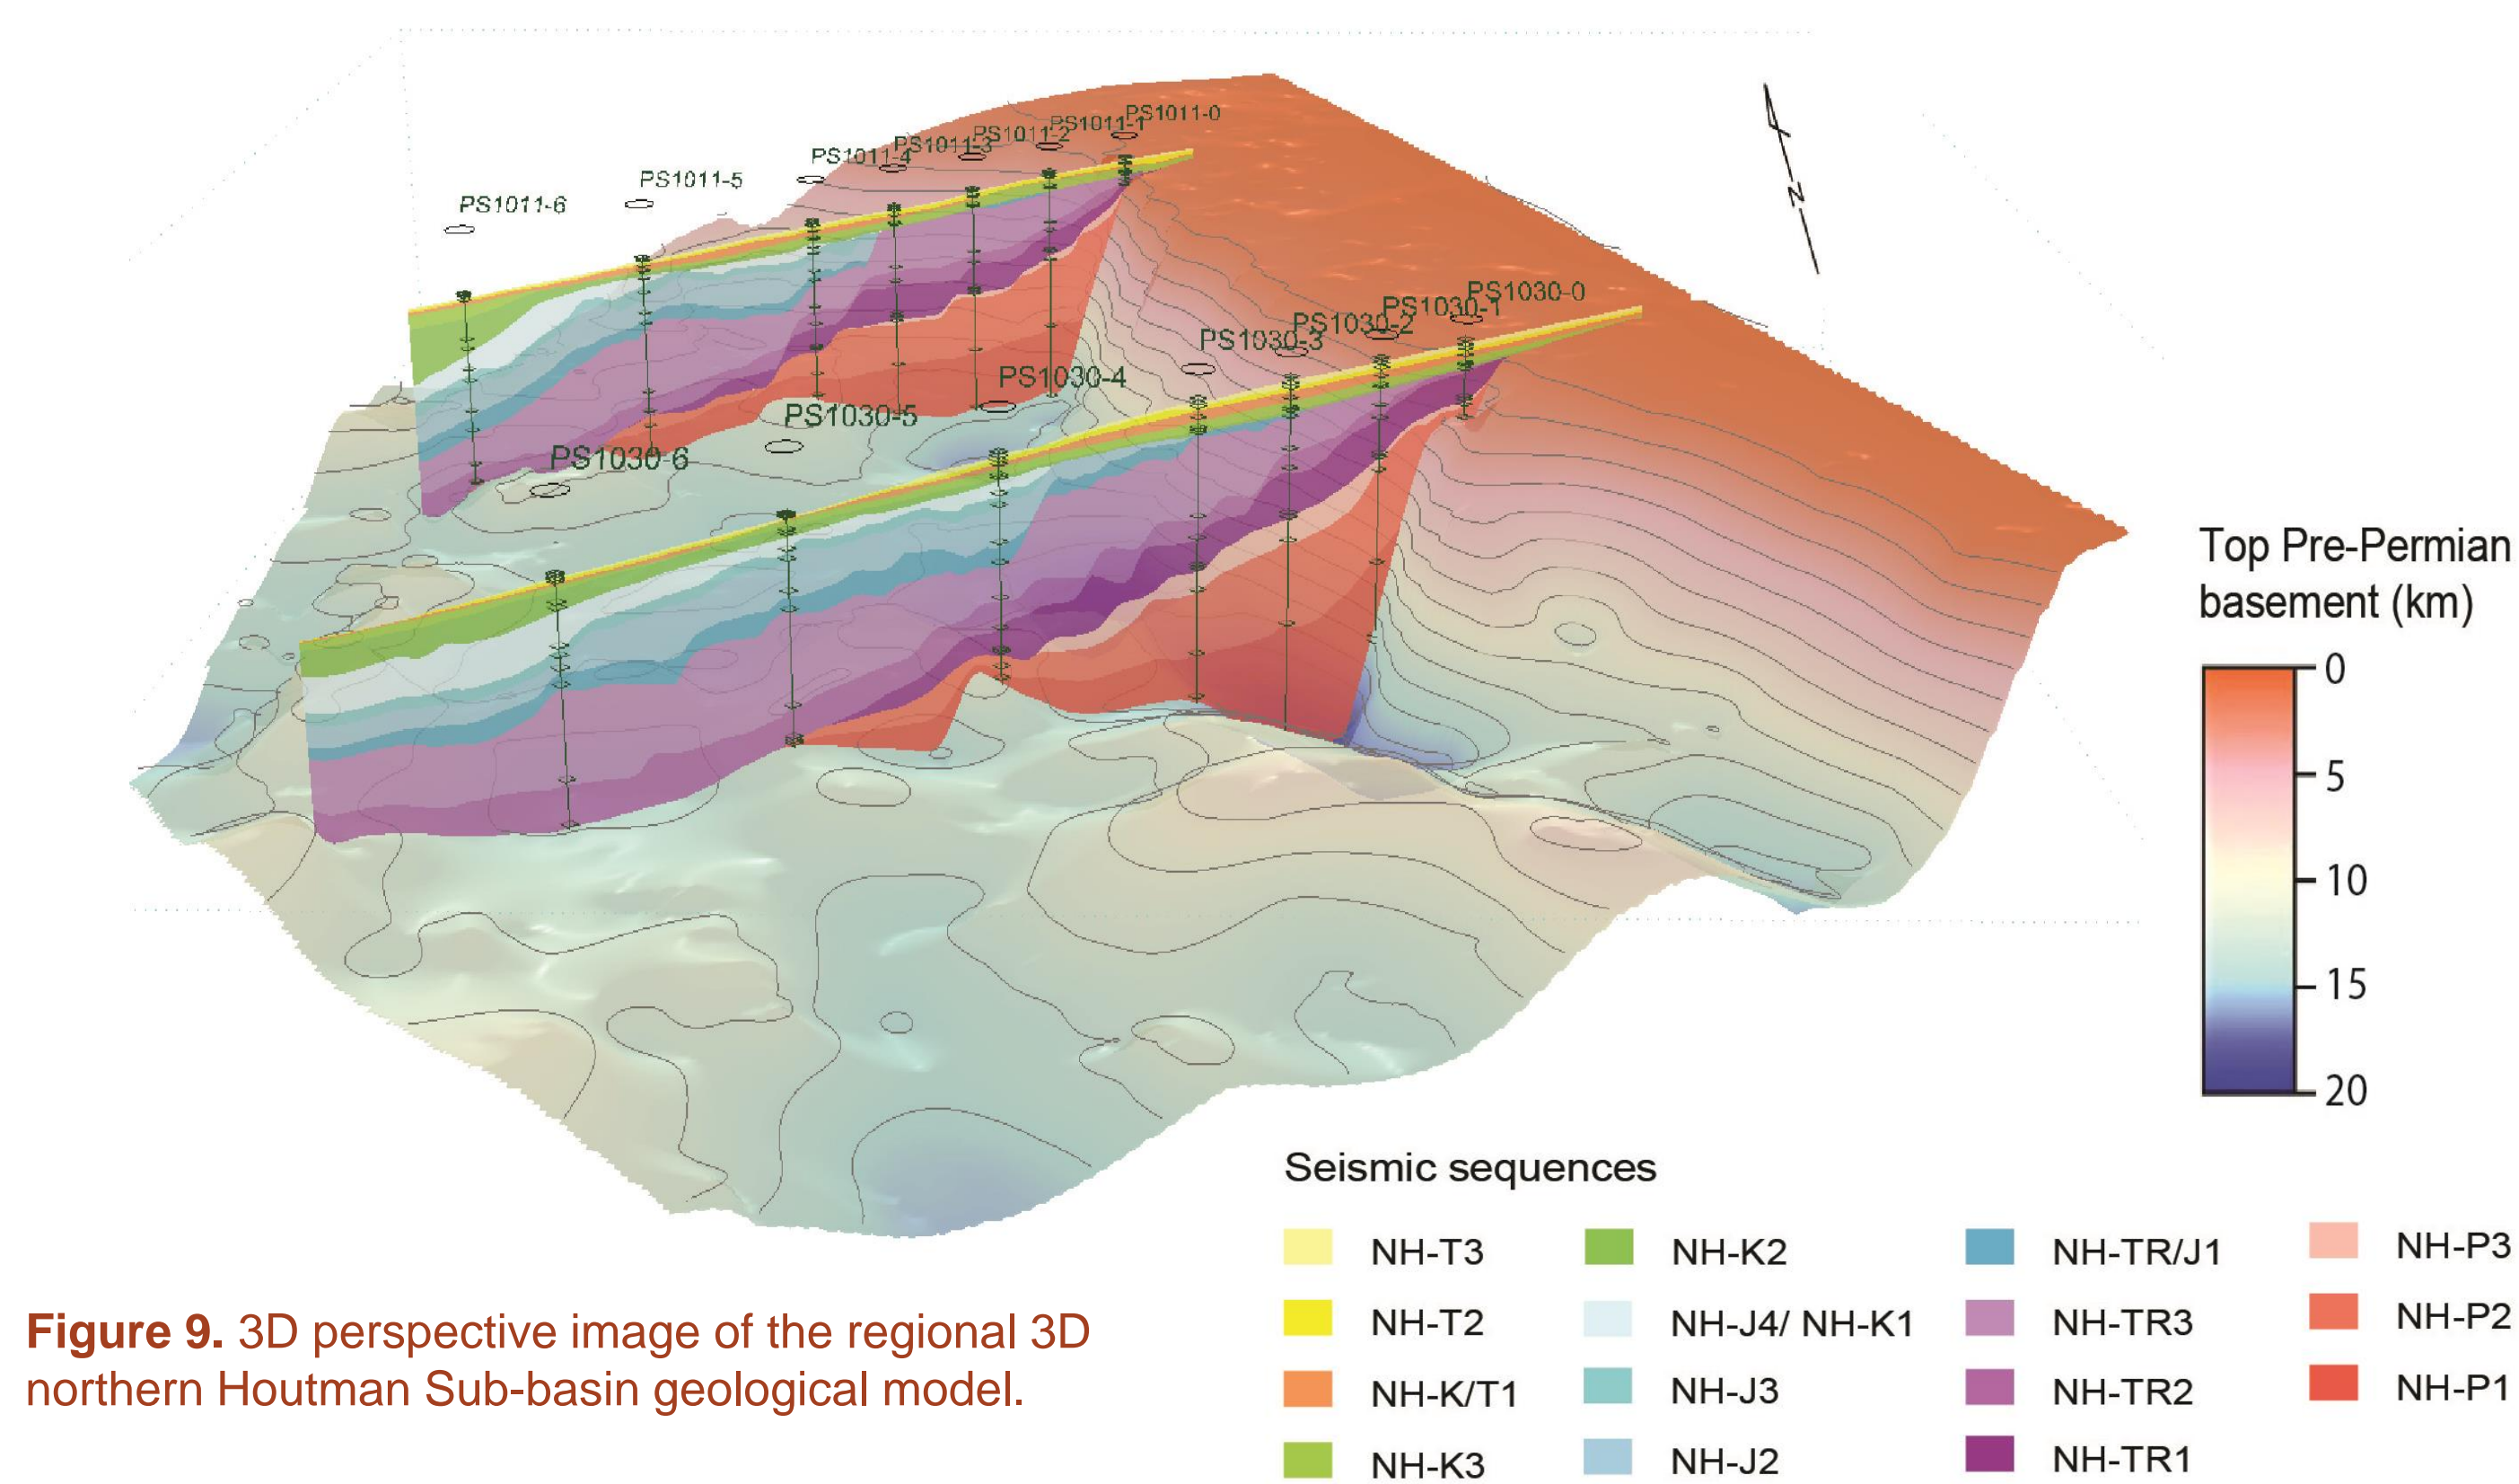 PS1011-0
PS1011-1
PS1011-2
PS1011-3
PS1011-4
PS1011-5
PS1011-6
N
PS1030-0
PS1030-1
PS1030-2
PS1030-3
PS1030-4
PS1030-5
PS1030-6
Top Pre-Permian
basement (km)
0
5
10
15
20
Seismic sequences
NH-T3
NH-T2
NH-K/T1
NH-K3
NH-K2
NH-J4/ NH-K1
NH-J3
NH-J2
NH-TR/J1
NH-TR3
NH-TR2
NH-TR1
NH-P3
NH-P2
NH-P1
Figure 9. 3D perspective image of the regional 3D
northern Houtman Sub-basin geological model.